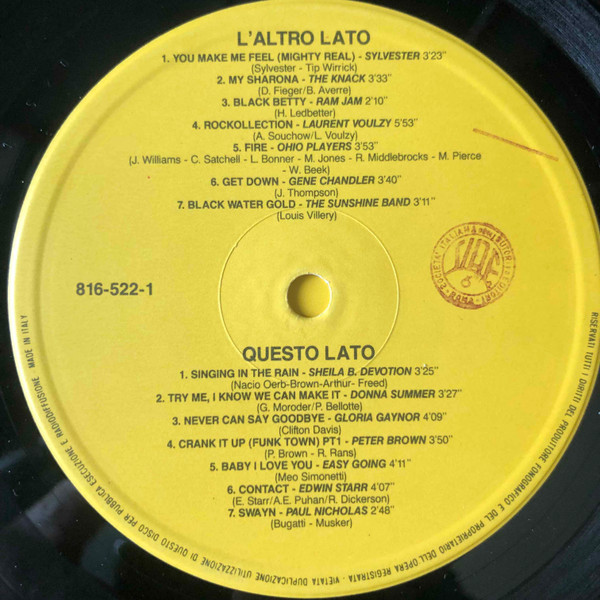 L'ALTRO LATO
1. YOU MAKE ME FEEL (MIGHTY REAL) - SYLVESTER 3'23"
(Sylvester - Tip Wirrick)
2. MY SHARONA - THE KNACK 3'33"
(D. Fieger/B. Averre)
3. BLACK BETTY - RAM JAM 2'10"
(H. Ledbetter)
4. ROCKOLLECTION - LAURENT VOULZY 5'53"
(A. Souchow/L. Voulzy)
5. FIRE - OHIO PLAYERS 3'53"
(J. Williams - C. Satchell - L. Bonner - M. Jones - R. Middlebrocks - M. Pierce
- W. Beek)
6. GET DOWN - GENE CHANDLER 3'40"
(J. Thompson)
7. BLACK WATER GOLD - THE SUNSHINE BAND 3'11"
(Louis Villery)
816-522-1
SOCIETÀ ITALIANA
EDITORI
ROMA
QUESTO LATO
1. SINGING IN THE RAIN - SHEILA B. DEVOTION 3'25"
(Nacio Oerb-Brown-Arthur- Freed)
2. TRY ME, I KNOW WE CAN MAKE IT - DONNA SUMMER 3'27"
(G. Moroder/P. Bellotte)
3. NEVER CAN SAY GOODBYE - GLORIA GAYNOR 4'09"
(Clifton Davis)
4. CRANK IT UP (FUNK TOWN) PT1 - PETER BROWN 3'50"
(P. Brown - R. Rans)
5. BABY I LOVE YOU - EASY GOING 4'11"
(Meo Simonetti)
6. CONTACT - EDWIN STARR 4'07"
(E. Starr/A.E. Puhan/R. Dickerson)
7. SWAYN - PAUL NICHOLAS 2'48"
(Bugatti - Musker)
RISERVATI TUTTI I DIRITTI DEL PRODUTTORE FONOGRAFICO E DEL PROPRIETARIO DELL'OPERA REGISTRATA - VIETATA DUPLICAZIONE UTILIZZAZIONE DI QUESTO DISCO PER PUBBLICA ESECUZIONE E RADIODIFFUSIONE MADE IN ITALY